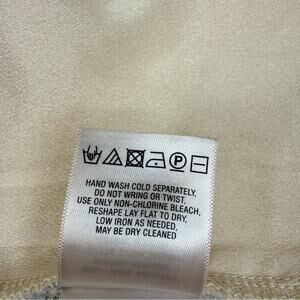 HAND WASH COLD SEPARATELY,
DO NOT WRING OR TWIST,
USE ONLY NON-CHLORINE BLEACH,
RESHAPE LAY FLAT TO DRY,
LOW IRON AS NEEDED,
MAY BE DRY CLEANED